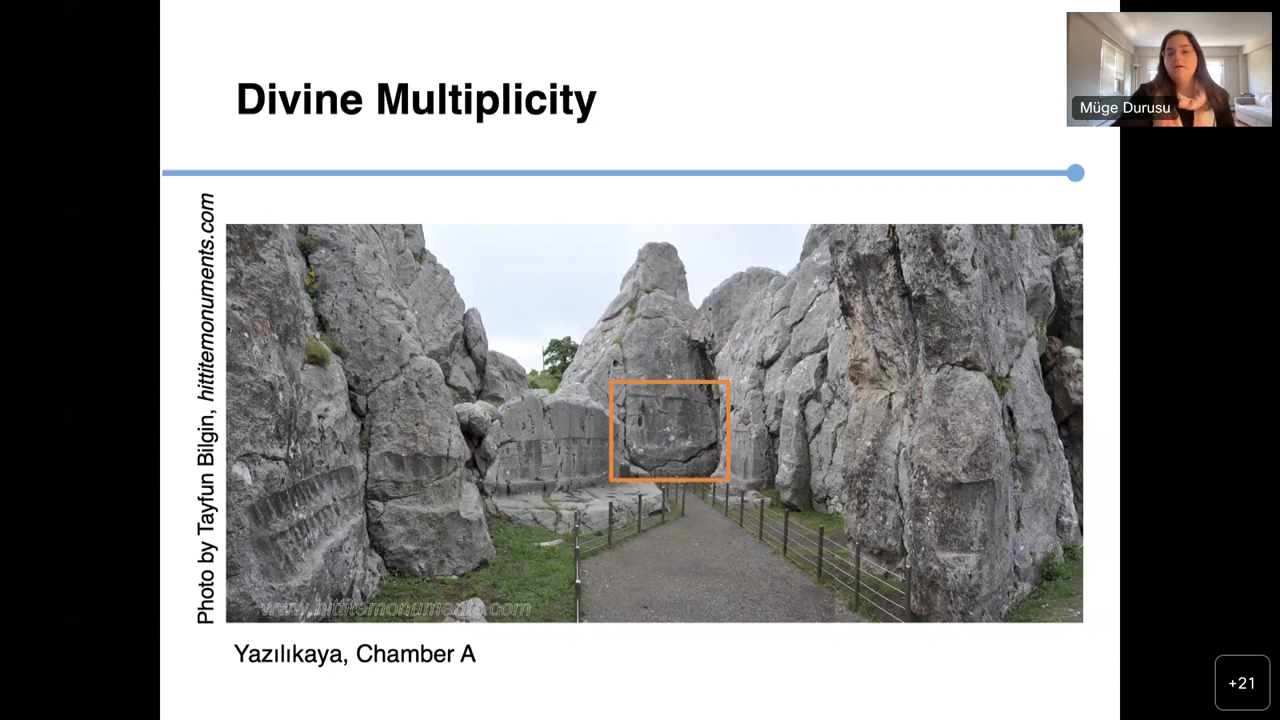 Divine Multiplicity
Müge Durusu
Photo by Tayfun Bilgin, hittitemonuments.com
www.hittitemonuments.com
Yazılıkaya, Chamber A
+21